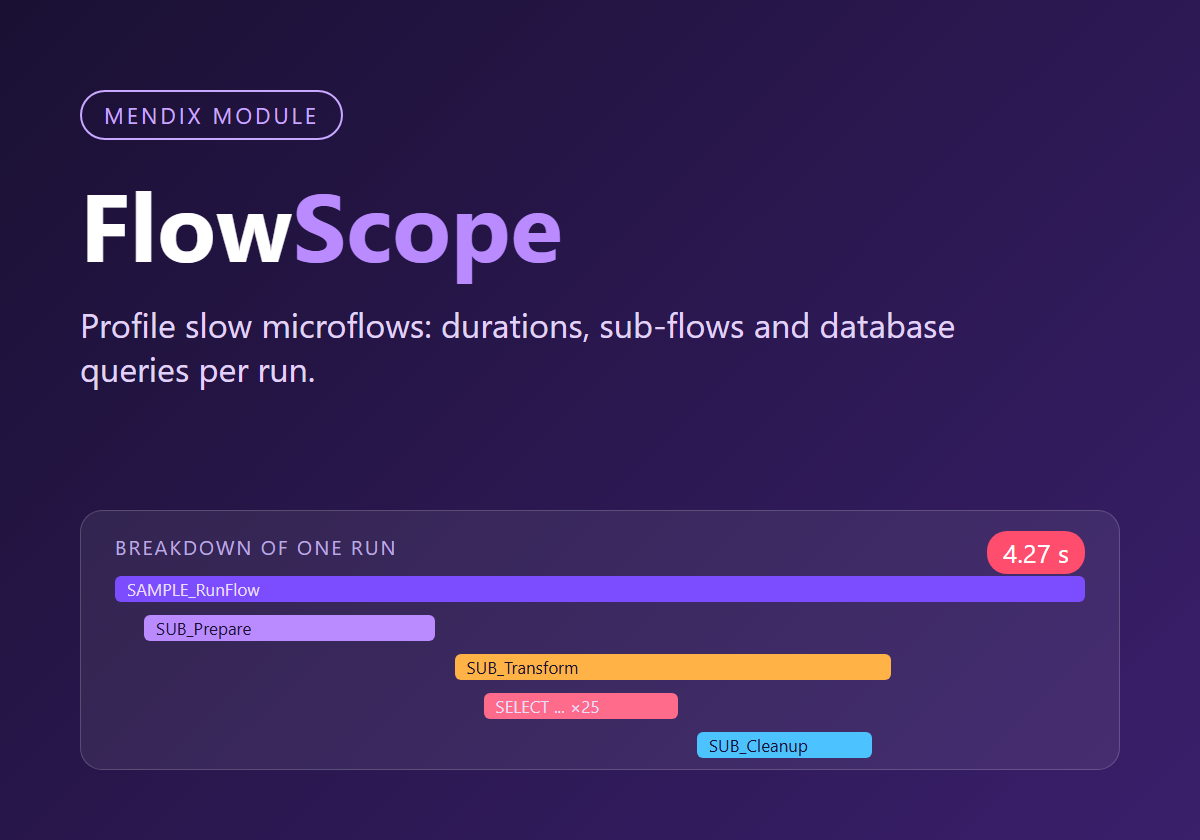 MENDIX MODULE
FlowScope
Profile slow microflows: durations, sub-flows and database
queries per run.
BREAKDOWN OF ONE RUN
4.27 s
SAMPLE_RunFlow
SUB_Prepare
SUB_Transform
SELECT ... ×25
SUB_Cleanup